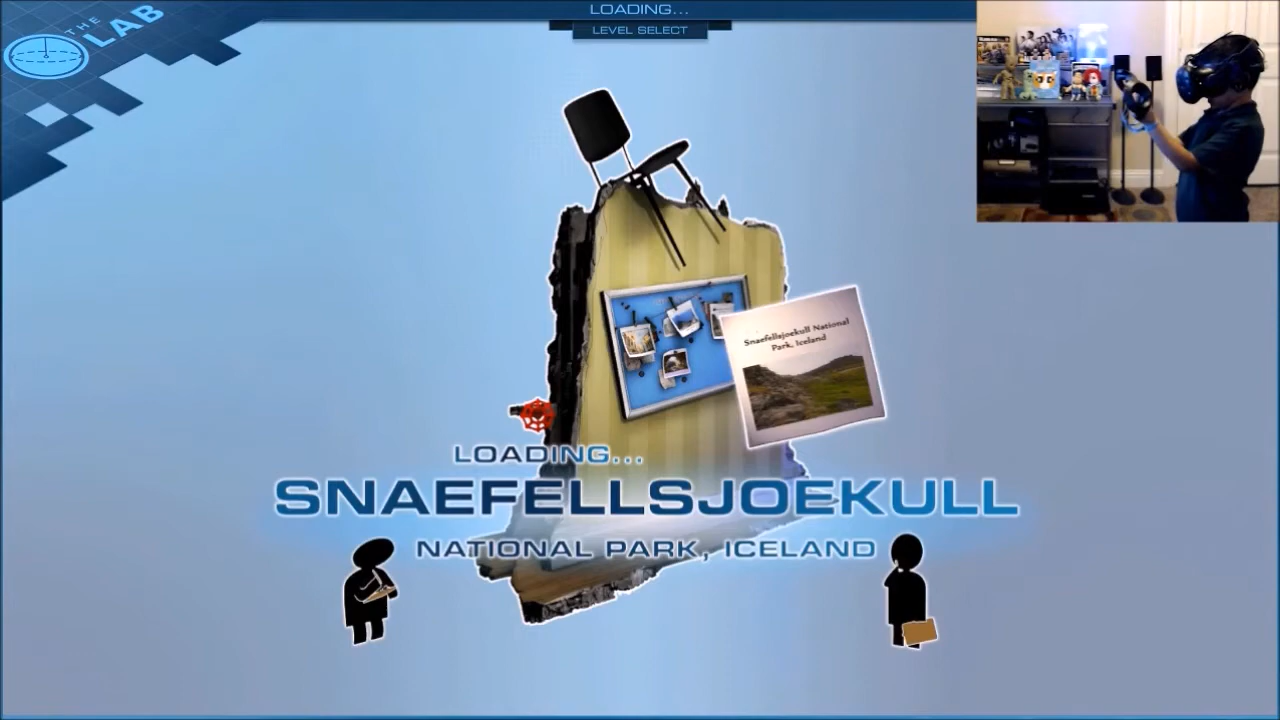 THE
LAB
LOADING...
LEVEL SELECT
Snaefellsjoekull National
Park, Iceland
LOADING...
SNAEFELLSJOEKULL
NATIONAL PARK, ICELAND